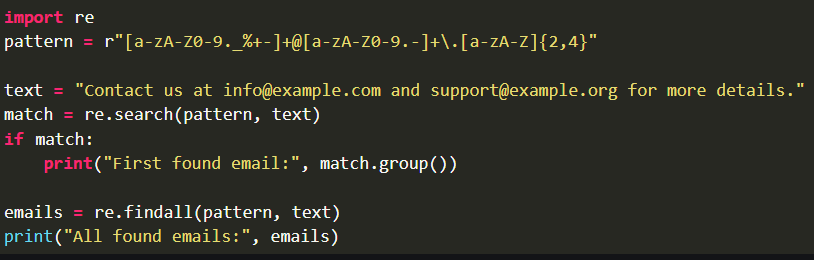 import re
pattern = r"[a-zA-Z0-9._%+-]+@[a-zA-Z0-9.-]+\.[a-zA-Z]{2,4}"
text = "Contact us at info@example.com and support@example.org for more details."
match = re.search(pattern, text)
if match:
    print("First found email:", match.group())
emails = re.findall(pattern, text)
print("All found emails:", emails)